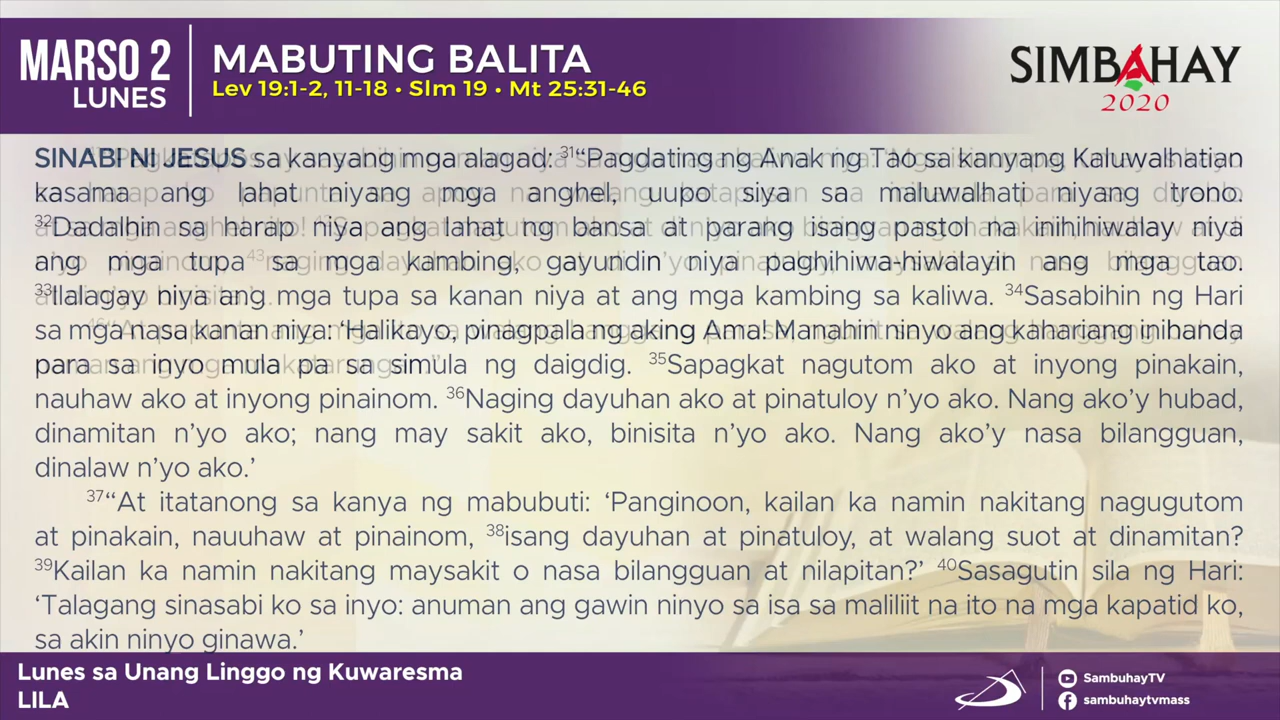 MARSO 2
LUNES
MABUTING BALITA
Lev 19:1-2, 11-18 • Slm 19 • Mt 25:31-46
SIMBAHAY
2020
SINABI NI JESUS sa kanyang mga alagad: 31“Pagdating ng Anak ng Tao sa kanyang Kaluwalhatian
kasama ang lahat niyang mga anghel, uupo siya sa maluwalhati niyang trono.
32Dadalhin sa harap niya ang lahat ng bansa at parang isang pastol na inihihiwalay niya
ang mga tupa sa mga kambing, gayundin niya paghihiwa-hiwalayin ang mga tao.
33Ilalagay niya ang mga tupa sa kanan niya at ang mga kambing sa kaliwa. 34Sasabihin ng Hari
sa mga nasa kanan niya: ‘Halikayo, pinagpala ng aking Ama! Manahin ninyo ang kahariang inihanda
para sa inyo mula pa sa simula ng daigdig. 35Sapagkat nagutom ako at inyong pinakain,
nauhaw ako at inyong pinainom. 36Naging dayuhan ako at pinatuloy n’yo ako. Nang ako’y hubad,
dinamitan n’yo ako; nang may sakit ako, binisita n’yo ako. Nang ako’y nasa bilangguan,
dinalaw n’yo ako.’
37“At itatanong sa kanya ng mabubuti: ‘Panginoon, kailan ka namin nakitang nagugutom
at pinakain, nauuhaw at pinainom, 38isang dayuhan at pinatuloy, at walang suot at dinamitan?
39Kailan ka namin nakitang maysakit o nasa bilangguan at nilapitan?’ 40Sasagutin sila ng Hari:
‘Talagang sinasabi ko sa inyo: anuman ang gawin ninyo sa isa sa maliliit na ito na mga kapatid ko,
sa akin ninyo ginawa.’
Lunes sa Unang Linggo ng Kuwaresma
LILA
SambuhayTV
sambuhaytvmass